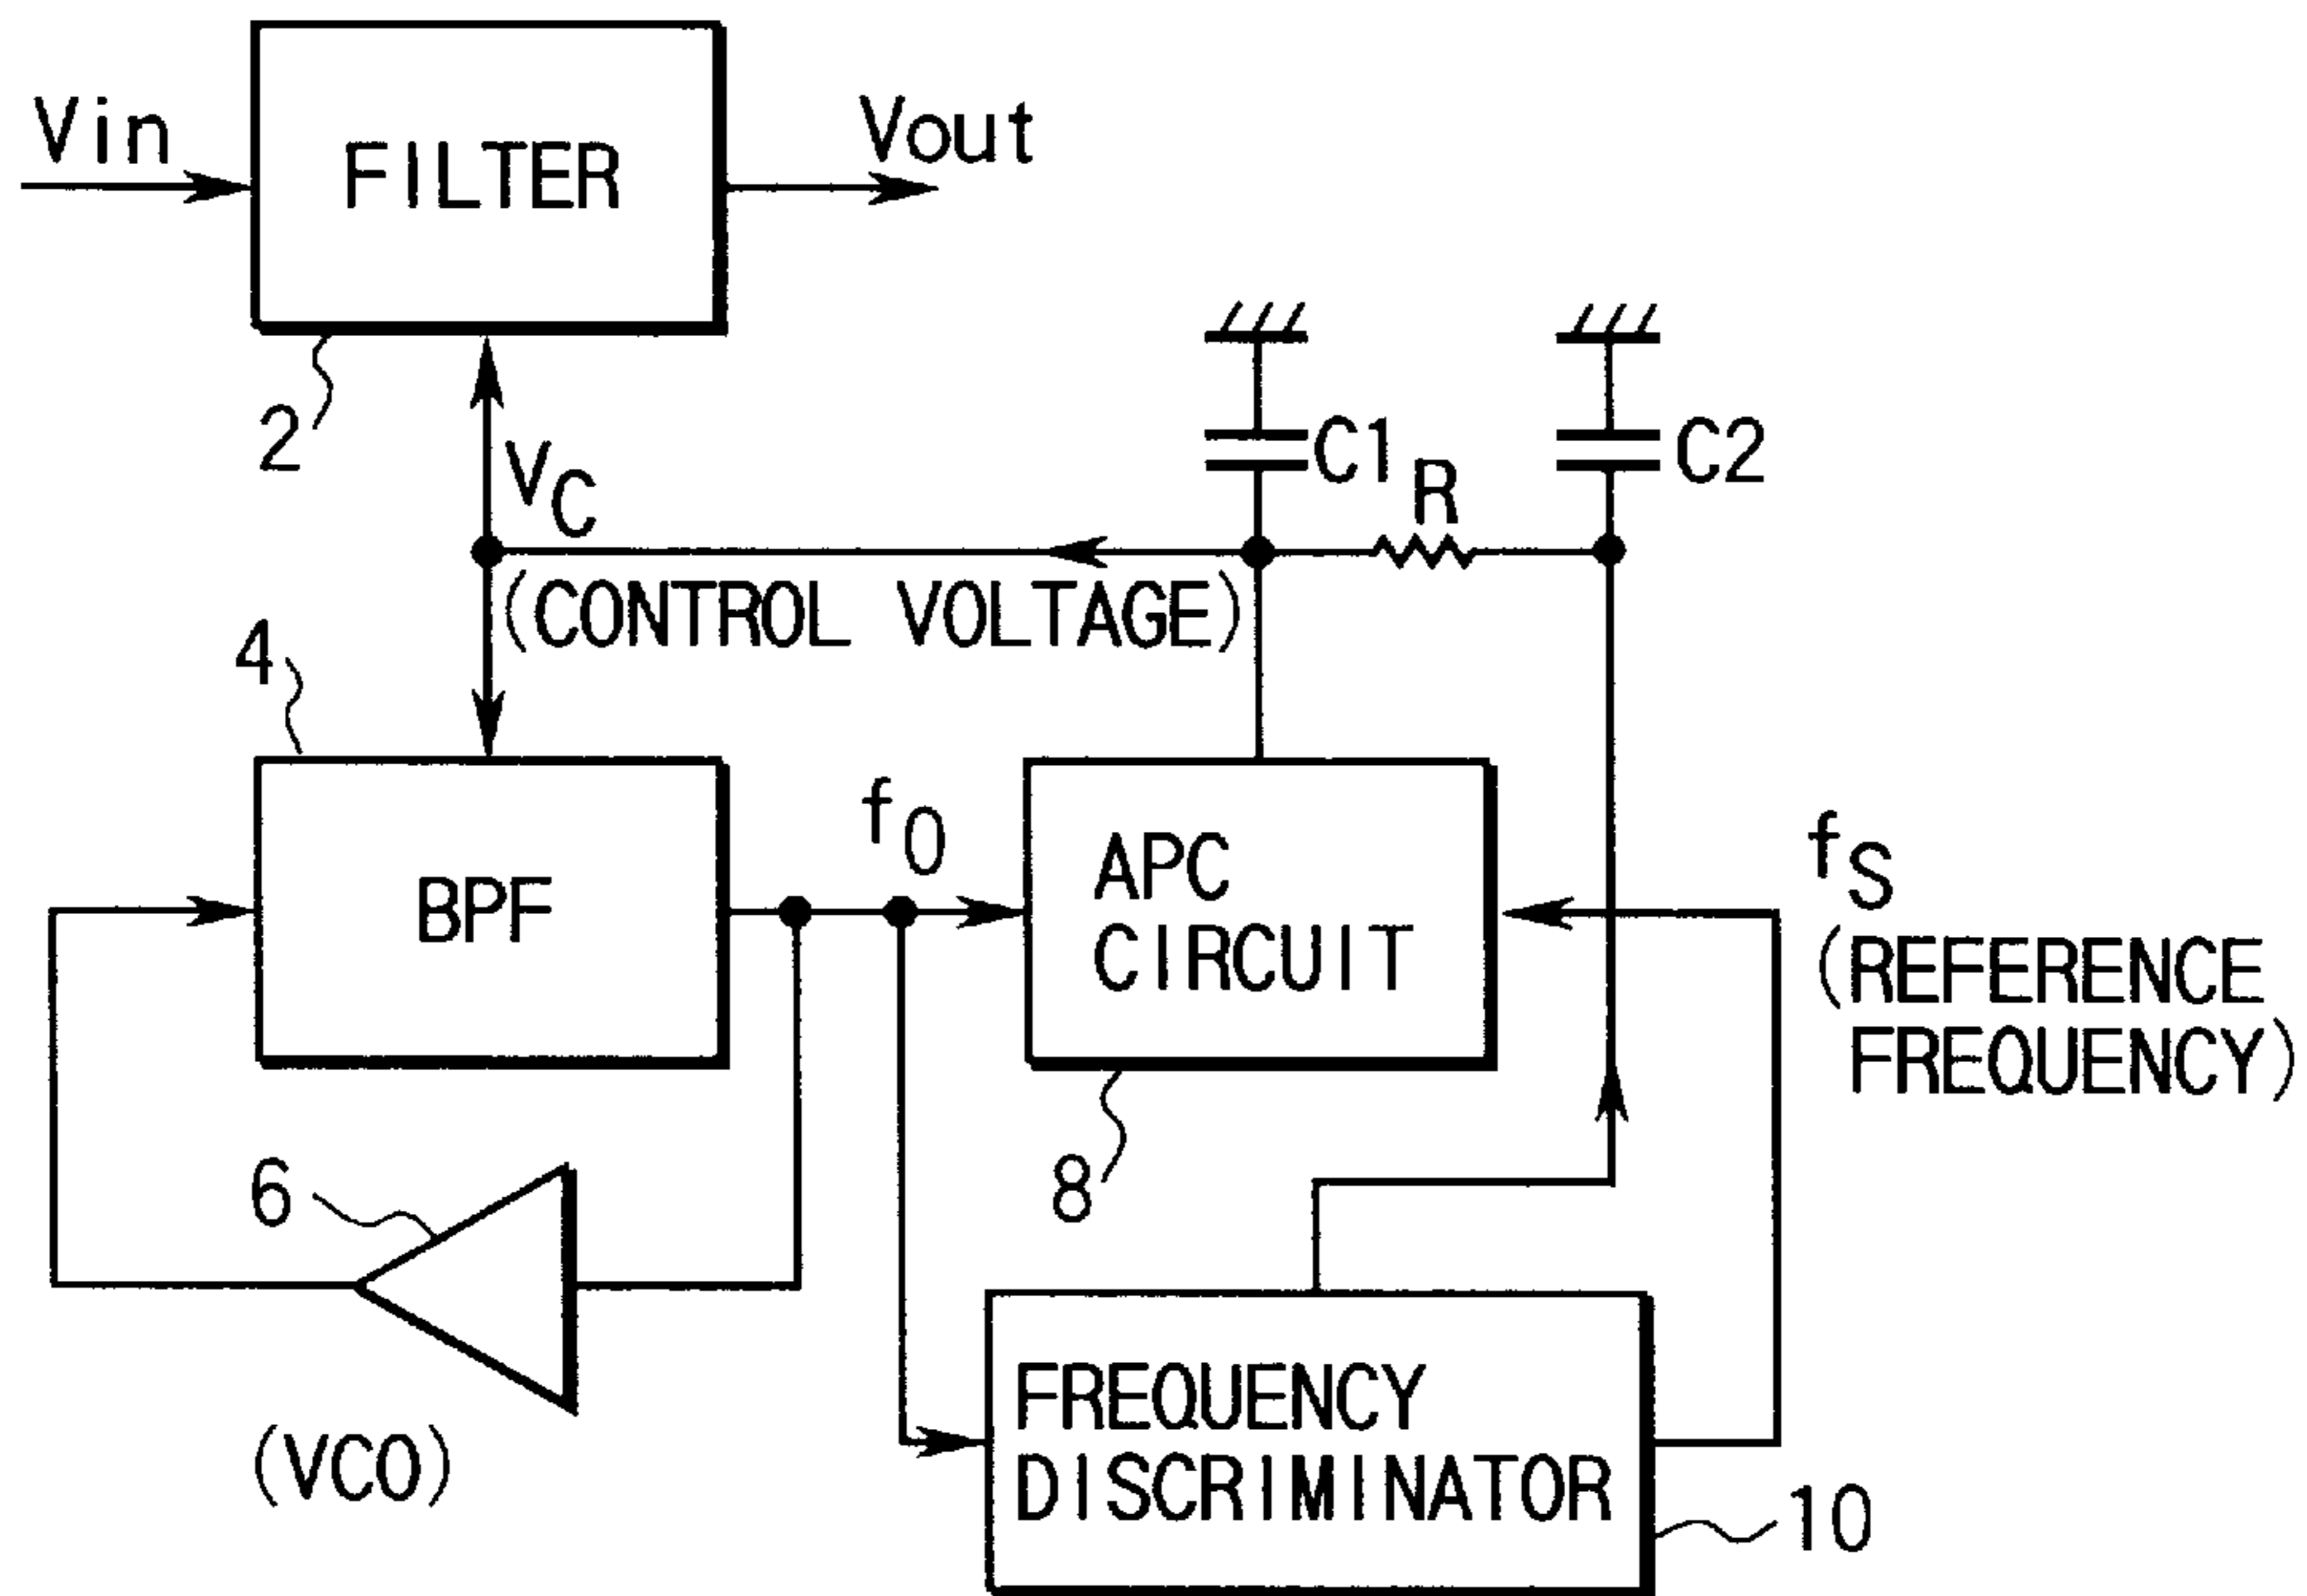 Vin
FILTER
Vout
2
VC
C1
R
C2
(CONTROL VOLTAGE)
4
BPF
fO
APC
CIRCUIT
fS
(REFERENCE
FREQUENCY)
6
8
(VCO)
FREQUENCY
DISCRIMINATOR
10